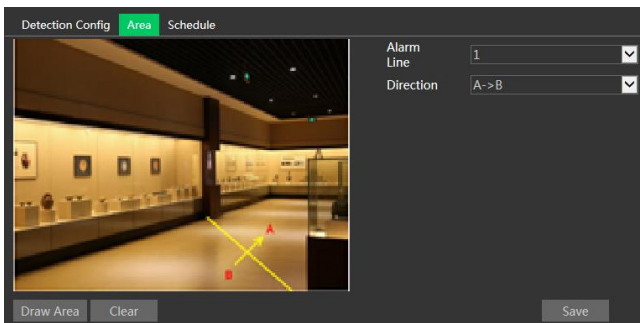 Detection Config Area Schedule
Alarm Line 1
Direction A->B
A
B
Draw Area Clear Save